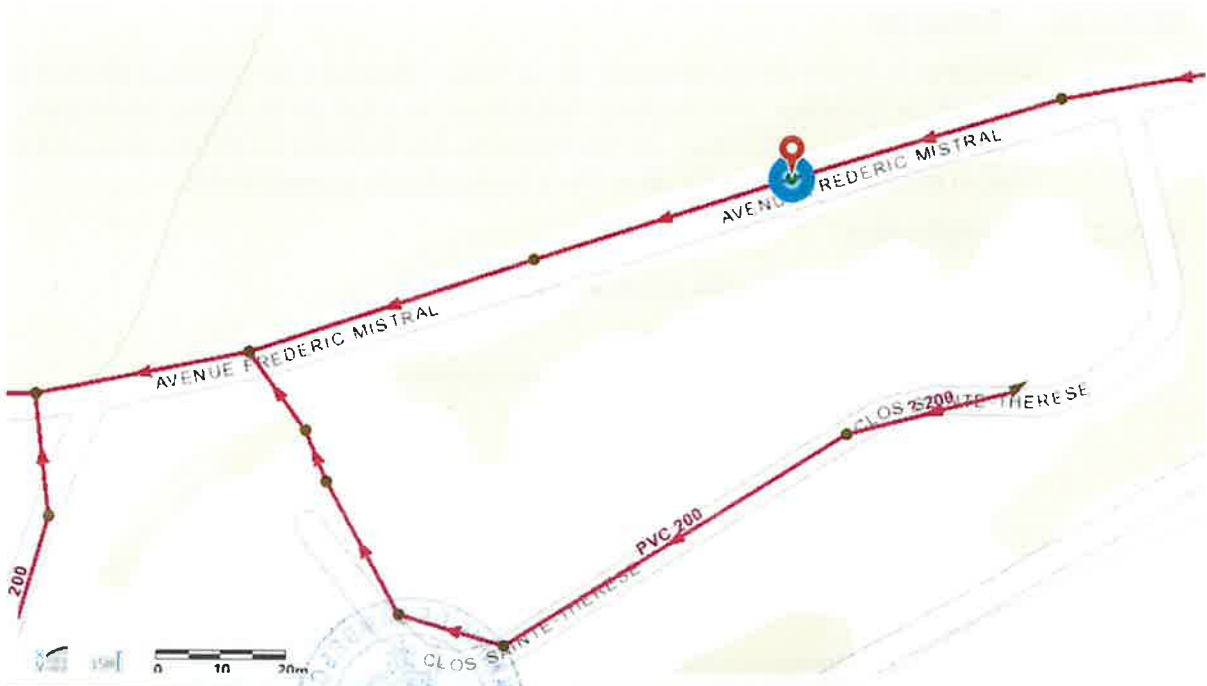 AVENUE FREDERIC MISTRAL
AVENUE FREDERIC MISTRAL
CLOS SAINTE THERESE
? 200
PVC 200
CLOS SAINTE THERESE
200
0 10 20m